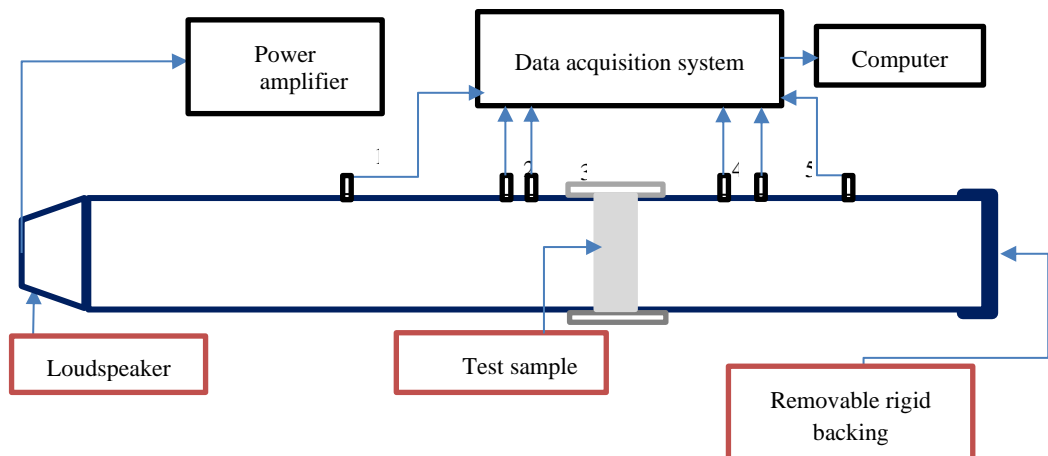 Power
amplifier
Data acquisition system
Computer
1
2
3
4
5
Loudspeaker
Test sample
Removable rigid
backing